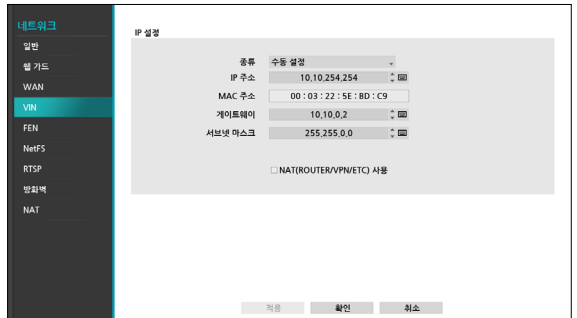 네트워크
일반
웹 가드
WAN
VIN
FEN
NetFS
RTSP
방화벽
NAT
IP 설정
종류 수동 설정
IP 주소 10,10,254,254
MAC 주소 00 : 03 : 22 : 5E : BD : C9
게이트웨이 10,10,0,2
서브넷 마스크 255,255,0,0
NAT(ROUTER/VPN/ETC) 사용
적용 확인 취소